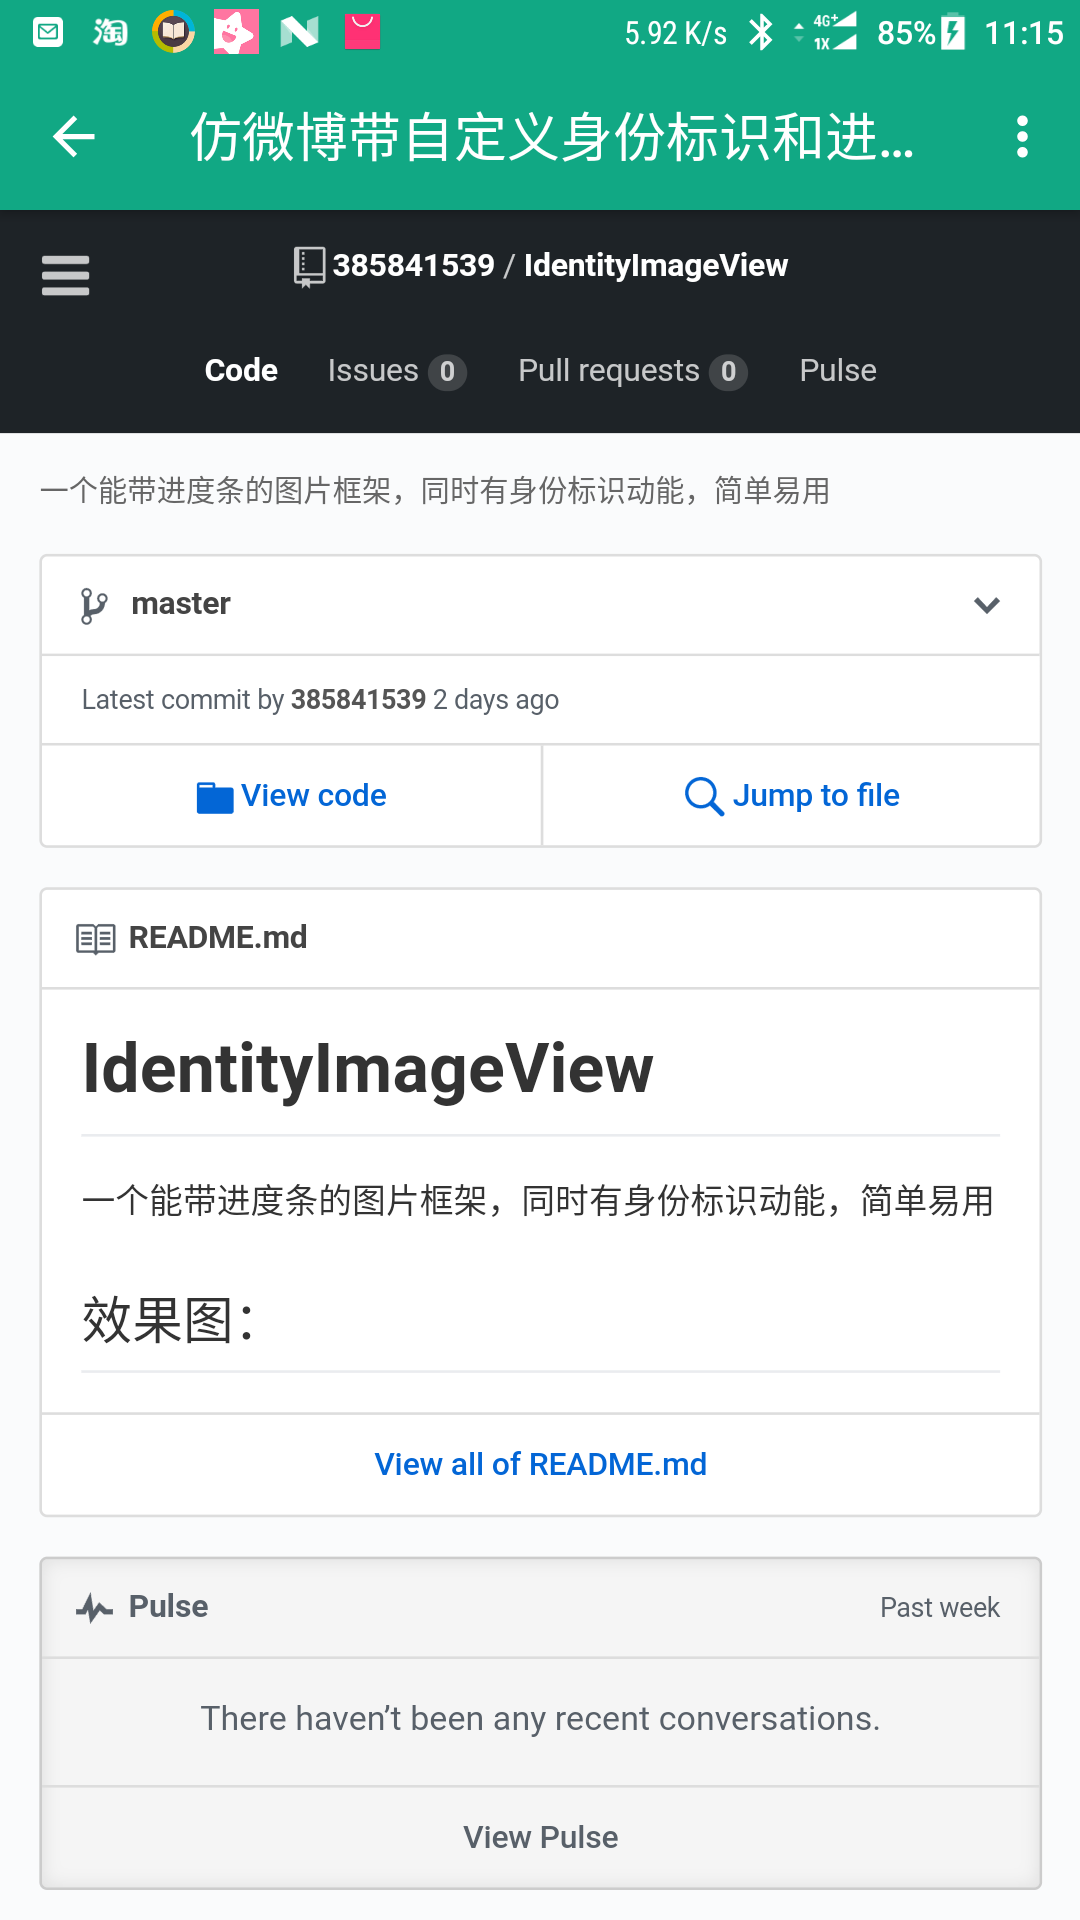 淘 5.92 K/s 4G+ 1X 85% 11:15
仿微博带自定义身份标识和进...
385841539 / IdentityImageView
Code Issues 0 Pull requests 0 Pulse
一个能带进度条的图片框架，同时有身份标识动能，简单易用
master
Latest commit by 385841539 2 days ago
View code Jump to file
README.md
IdentityImageView
一个能带进度条的图片框架，同时有身份标识动能，简单易用
效果图：
View all of README.md
Pulse Past week
There haven’t been any recent conversations.
View Pulse